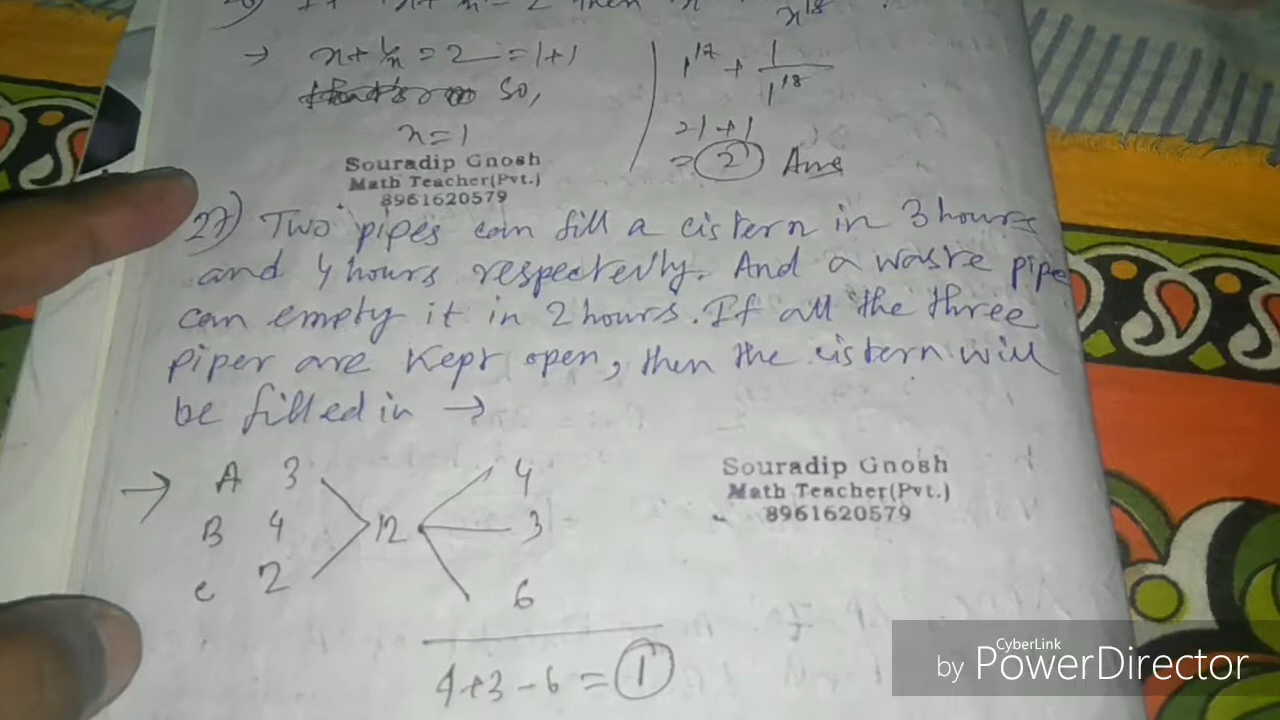 x + 1/x = 2 = 1+1
So,
x = 1
1^17 + 1/1^18
= 1 + 1
= 2 Ans
Souradip Gnosh
Math Teacher(Pvt.)
8961620579
27) Two pipes can fill a cistern in 3 hours
and 4 hours respectevly. And a waste pipe
can empty it in 2 hours. If all the three
pipes are kept open, then the cistern will
be filled in →
→ A 3 4
B 4 12 3
C 2 6
4+3-6 = 1
Souradip Gnosh
Math Teacher(Pvt.)
8961620579
CyberLink
by PowerDirector